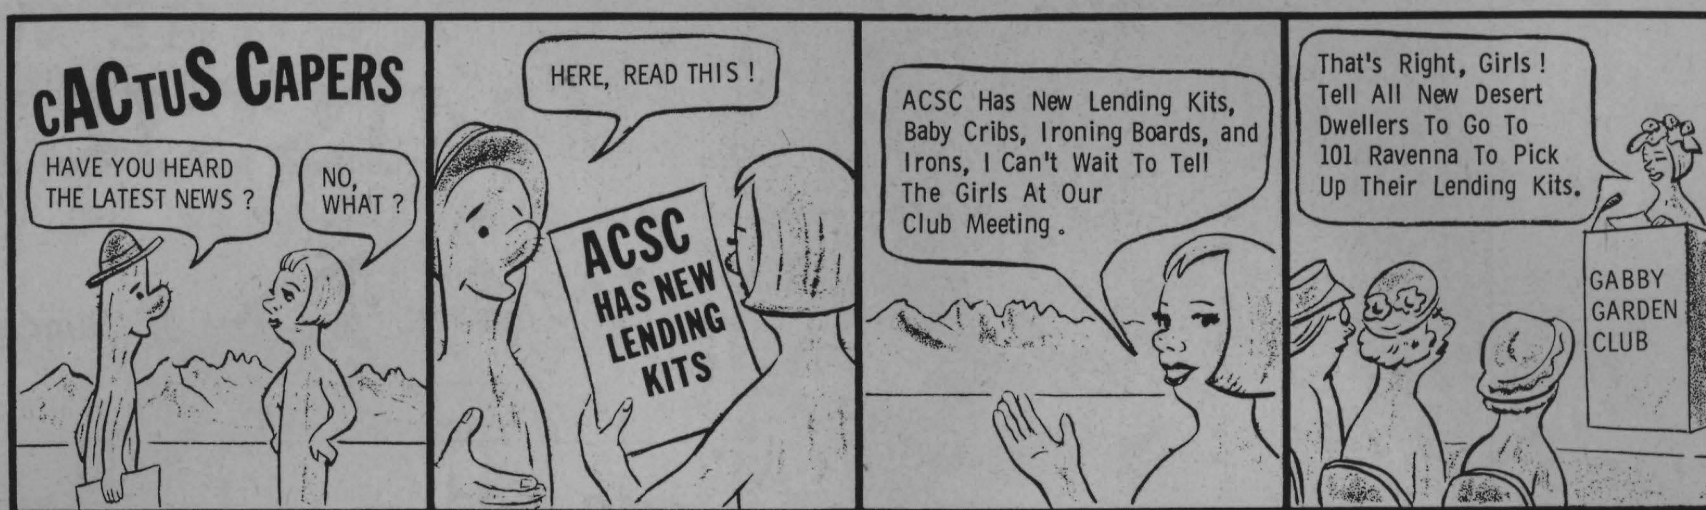 cACTUS CAPERS
HAVE YOU HEARD
THE LATEST NEWS ?
NO,
WHAT ?
HERE, READ THIS !
ACSC
HAS NEW
LENDING
KITS
ACSC Has New Lending Kits,
Baby Cribs, Ironing Boards, and
Irons, I Can't Wait To Tell
The Girls At Our
Club Meeting .
That's Right, Girls !
Tell All New Desert
Dwellers To Go To
101 Ravenna To Pick
Up Their Lending Kits.
GABBY
GARDEN
CLUB